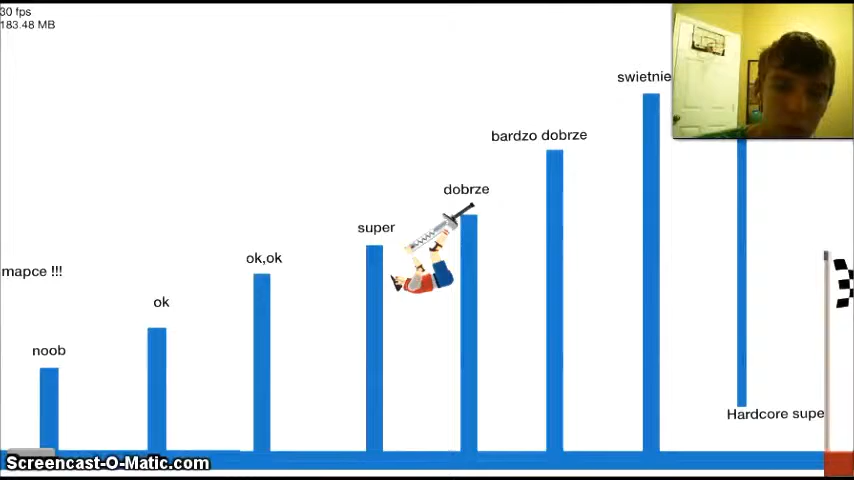 30 fps
183.48 MB
swietnie
bardzo dobrze
dobrze
super
ok,ok
mapce !!!
ok
noob
Hardcore supe
Screencast-O-Matic.com